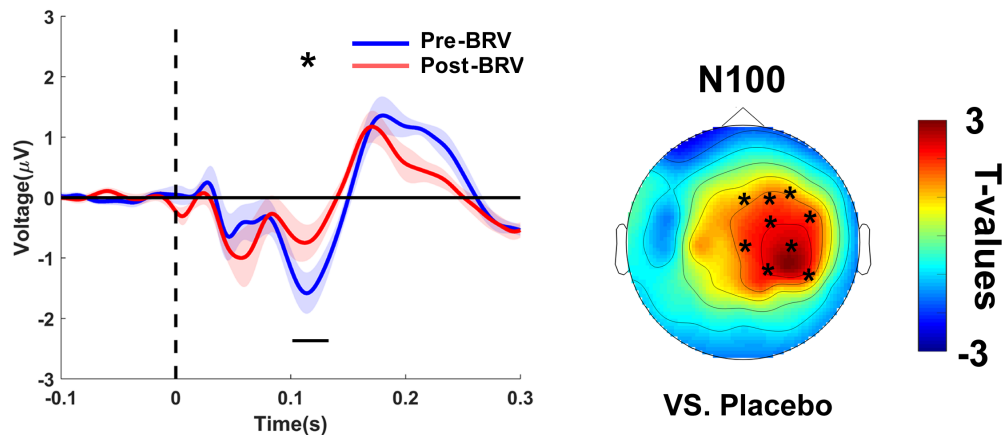 3
2
1
0
-1
-2
-3
Voltage(μV)
*
Pre-BRV
Post-BRV
-0.1
0
0.1
0.2
0.3
Time(s)
N100
* * * *
*
* *
* *
VS. Placebo
3
-3
T-values